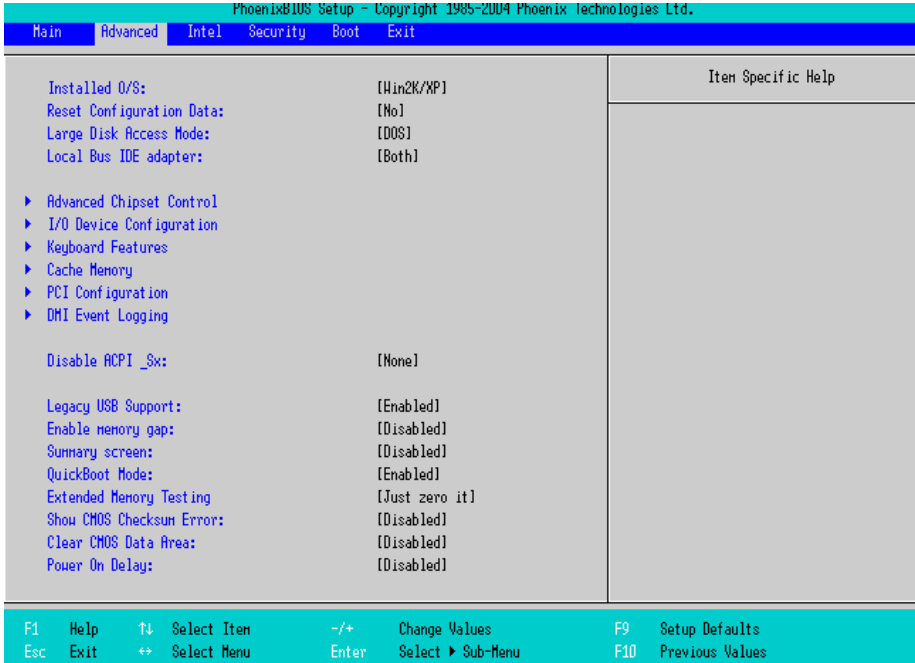 PhoenixBIOS Setup - Copyright 1985-2004 Phoenix Technologies Ltd.
Main Advanced Intel Security Boot Exit
Item Specific Help
Installed O/S: [Win2K/XP]
Reset Configuration Data: [No]
Large Disk Access Mode: [DOS]
Local Bus IDE adapter: [Both]
Advanced Chipset Control
I/O Device Configuration
Keyboard Features
Cache Memory
PCI Configuration
DMI Event Logging
Disable ACPI _Sx: [None]
Legacy USB Support: [Enabled]
Enable memory gap: [Disabled]
Summary screen: [Disabled]
QuickBoot Mode: [Enabled]
Extended Memory Testing [Just zero it]
Show CMOS Checksum Error: [Disabled]
Clear CMOS Data Area: [Disabled]
Power On Delay: [Disabled]
F1 Help ↑↓ Select Item -/+ Change Values F9 Setup Defaults
Esc Exit ↔ Select Menu Enter Select ▶ Sub-Menu F10 Previous Values